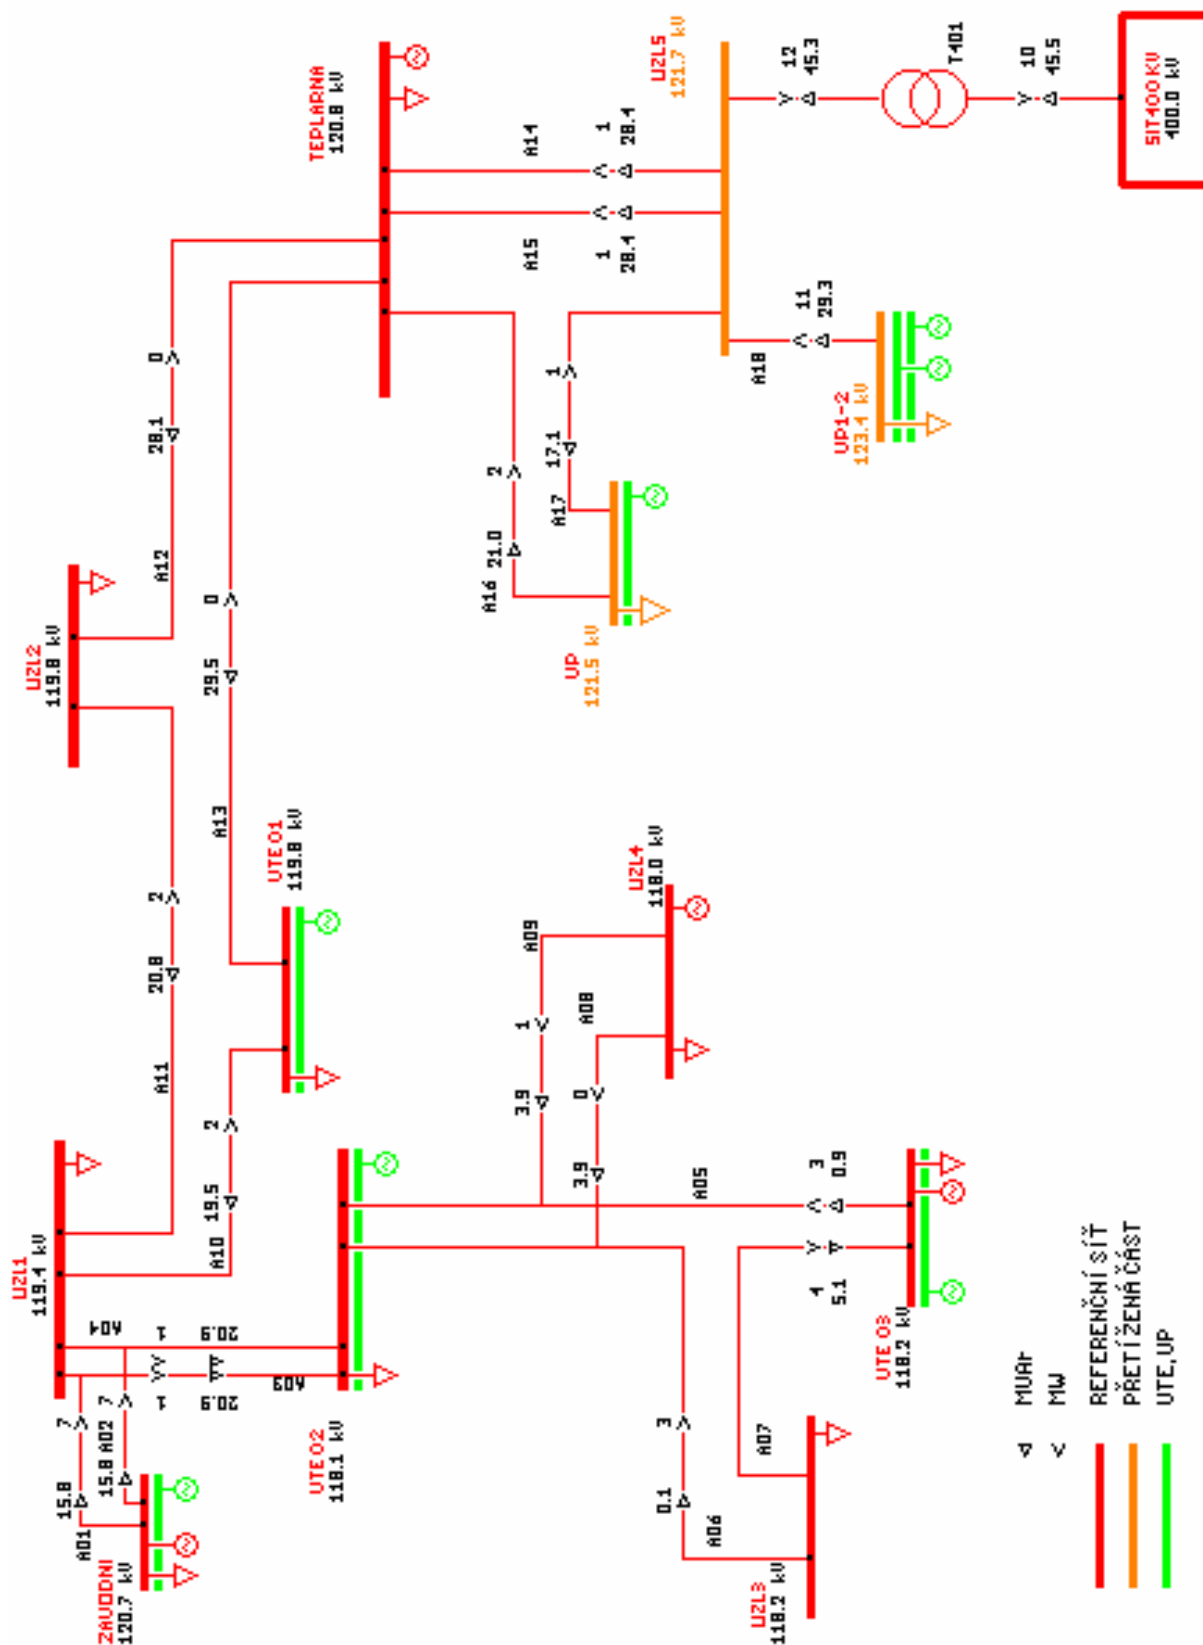 ZAVODNI
120.7 kV
A01
15.8
7
15.8
A02
7
UZL1
119.4 kV
A04
1
20.9
1
20.9
A03
UTE O2
118.1 kV
A10
19.5
2
A11
20.8
2
UZL2
119.8 kV
A12
28.1
0
A13
29.5
0
UTE O1
119.8 kV
TEPLARNA
120.8 kV
A14
1
28.4
A15
1
28.4
UZL5
121.7 kV
12
45.3
T401
10
45.5
SIT400KV
400.0 kV
A16
21.0
2
A17
17.1
1
UP
121.5 kV
A18
11
29.3
UP1-2
123.4 kV
UZL4
118.0 kV
A09
1
3.9
A08
0
3.9
A05
3
0.9
4
5.1
UTE O3
118.2 kV
A07
A06
0.1
3
UZL3
118.2 kV
MVAr
MW
REFERENČNÍ SÍŤ
PŘETÍŽENÁ ČÁST
UTE,UP